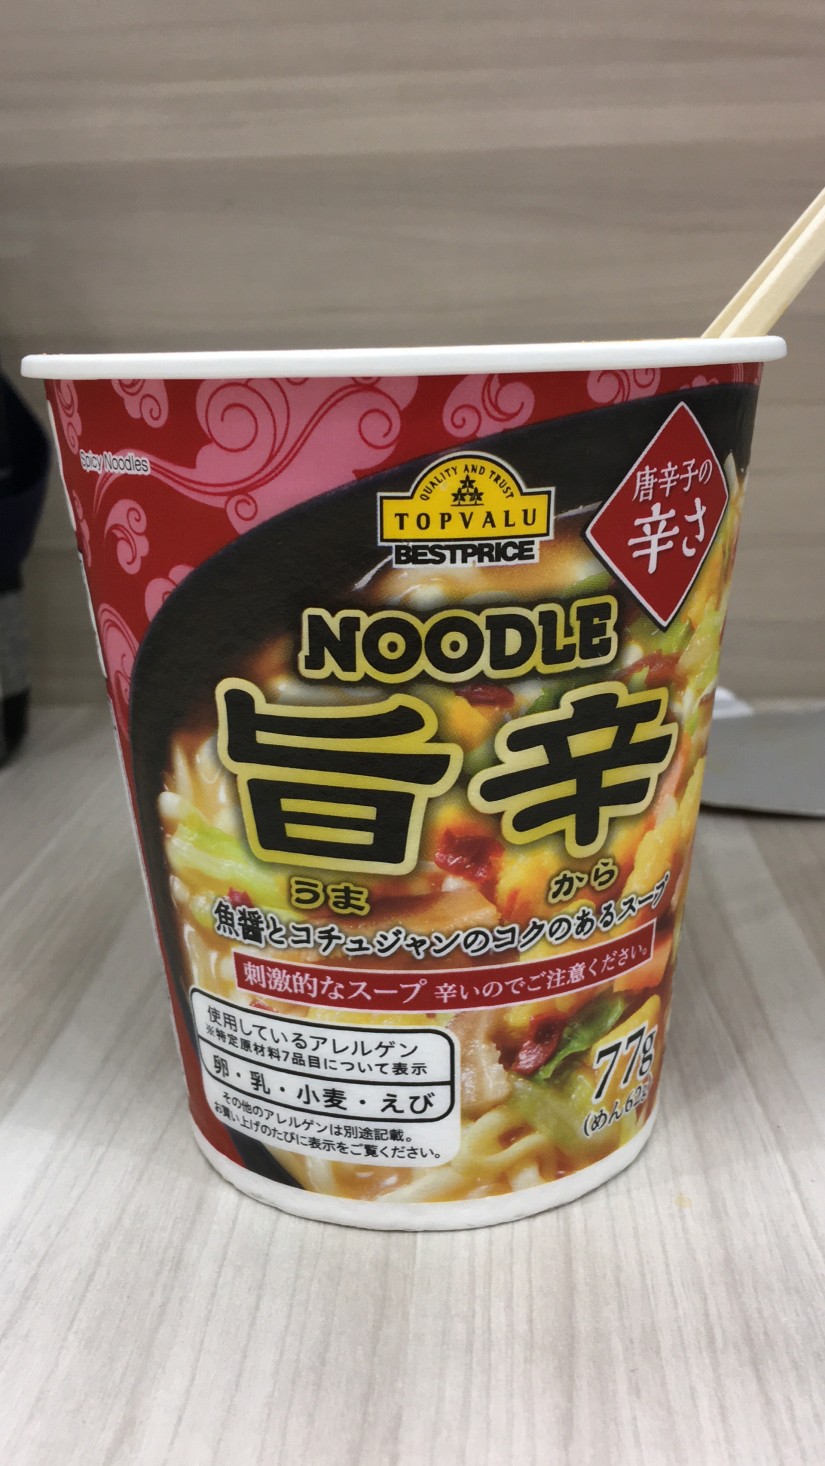 Spicy Noodles
QUALITY AND TRUST
TOPVALU
BESTPRICE
唐辛子の
辛さ
NOODLE
旨辛
うま から
魚醤とコチュジャンのコクのあるスープ
刺激的なスープ 辛いのでご注意ください。
使用しているアレルゲン
※特定原材料7品目について表示
卵・乳・小麦・えび
その他のアレルゲンは別途記載。
お買い上げのたびに表示をご覧ください。
77g
(めん62g)